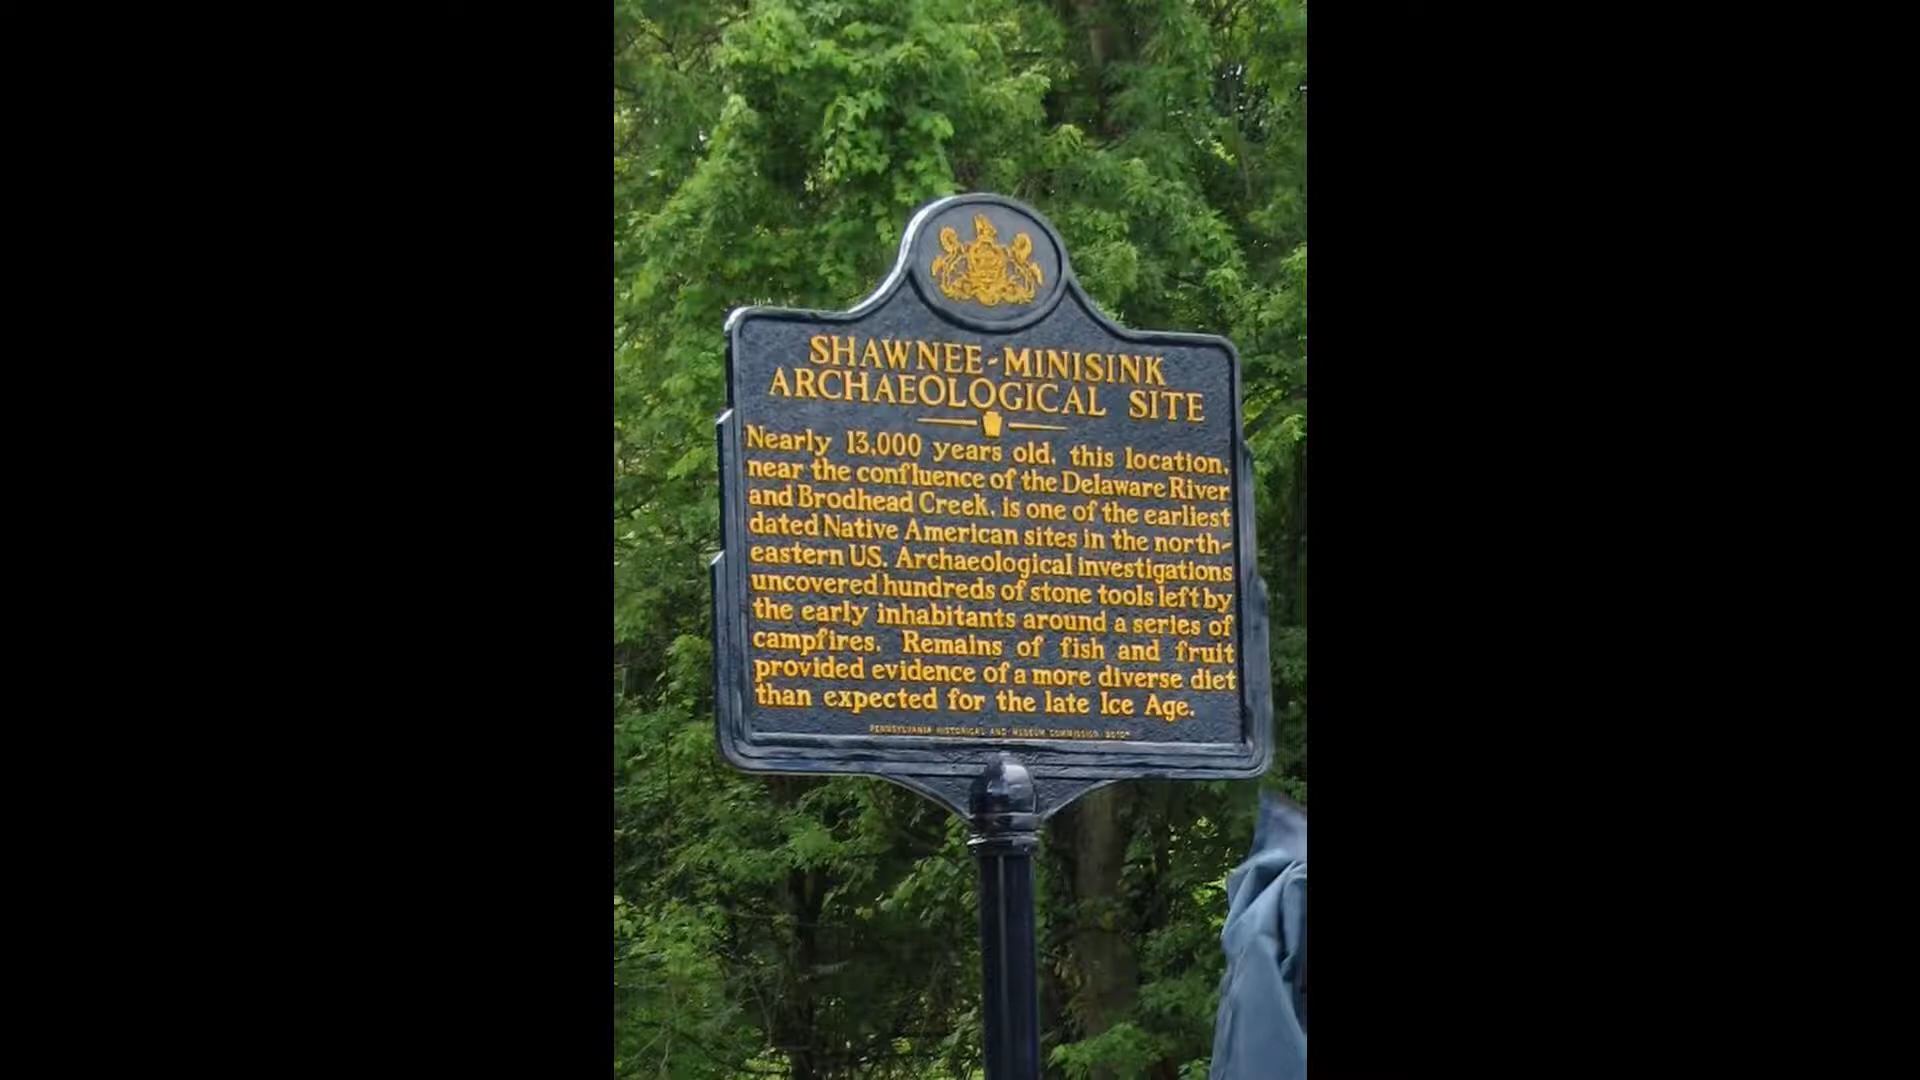 SHAWNEE-MINISINK
ARCHAEOLOGICAL SITE
Nearly 13,000 years old, this location,
near the confluence of the Delaware River
and Brodhead Creek, is one of the earliest
dated Native American sites in the north-
eastern US. Archaeological investigations
uncovered hundreds of stone tools left by
the early inhabitants around a series of
campfires. Remains of fish and fruit
provided evidence of a more diverse diet
than expected for the late Ice Age.
PENNSYLVANIA HISTORICAL AND MUSEUM COMMISSION